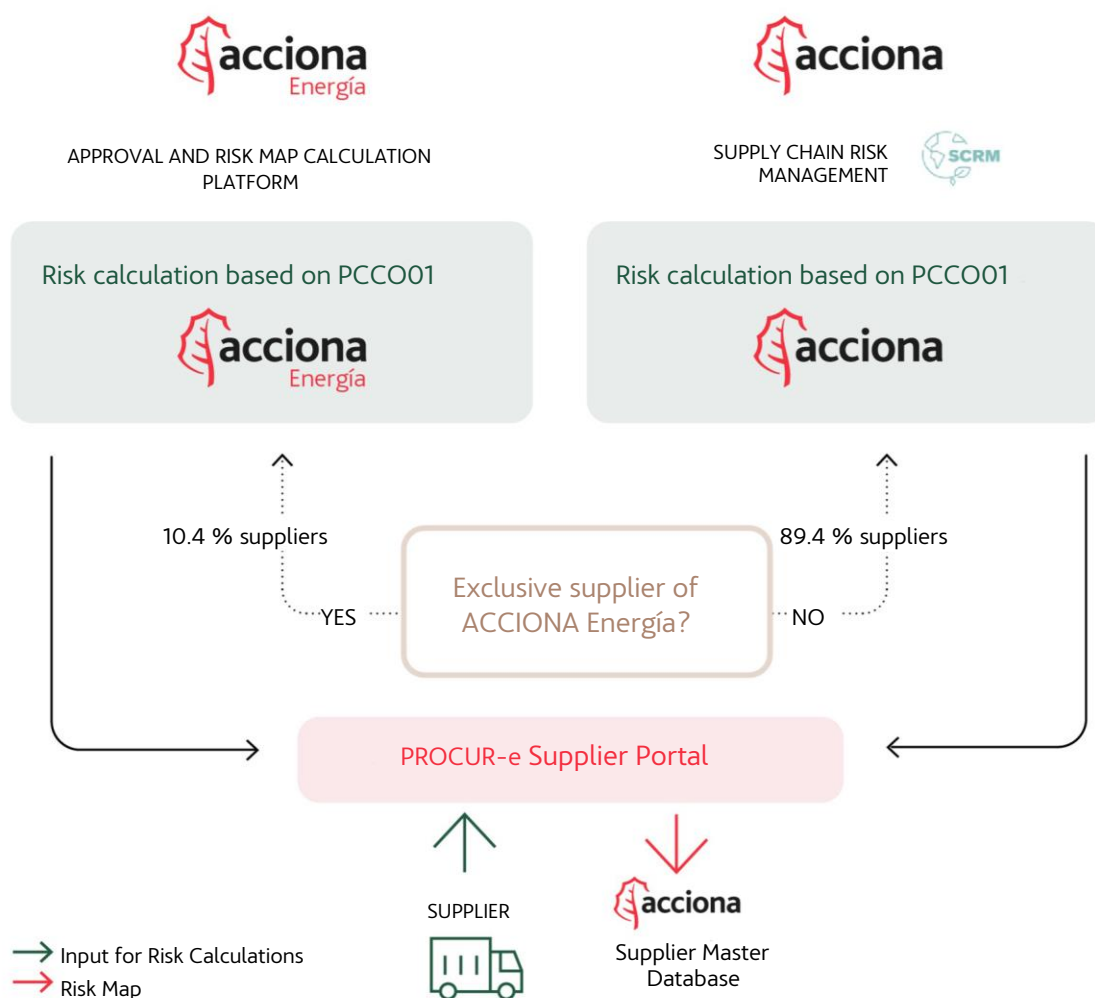 acciona
Energía
acciona
APPROVAL AND RISK MAP CALCULATION
PLATFORM
SUPPLY CHAIN RISK
MANAGEMENT
SCRM
Risk calculation based on PCCO01
acciona
Energía
Risk calculation based on PCCO01
acciona
10.4 % suppliers
89.4 % suppliers
Exclusive supplier of
ACCIONA Energía?
YES
NO
PROCUR-e Supplier Portal
SUPPLIER
acciona
Supplier Master
Database
Input for Risk Calculations
Risk Map